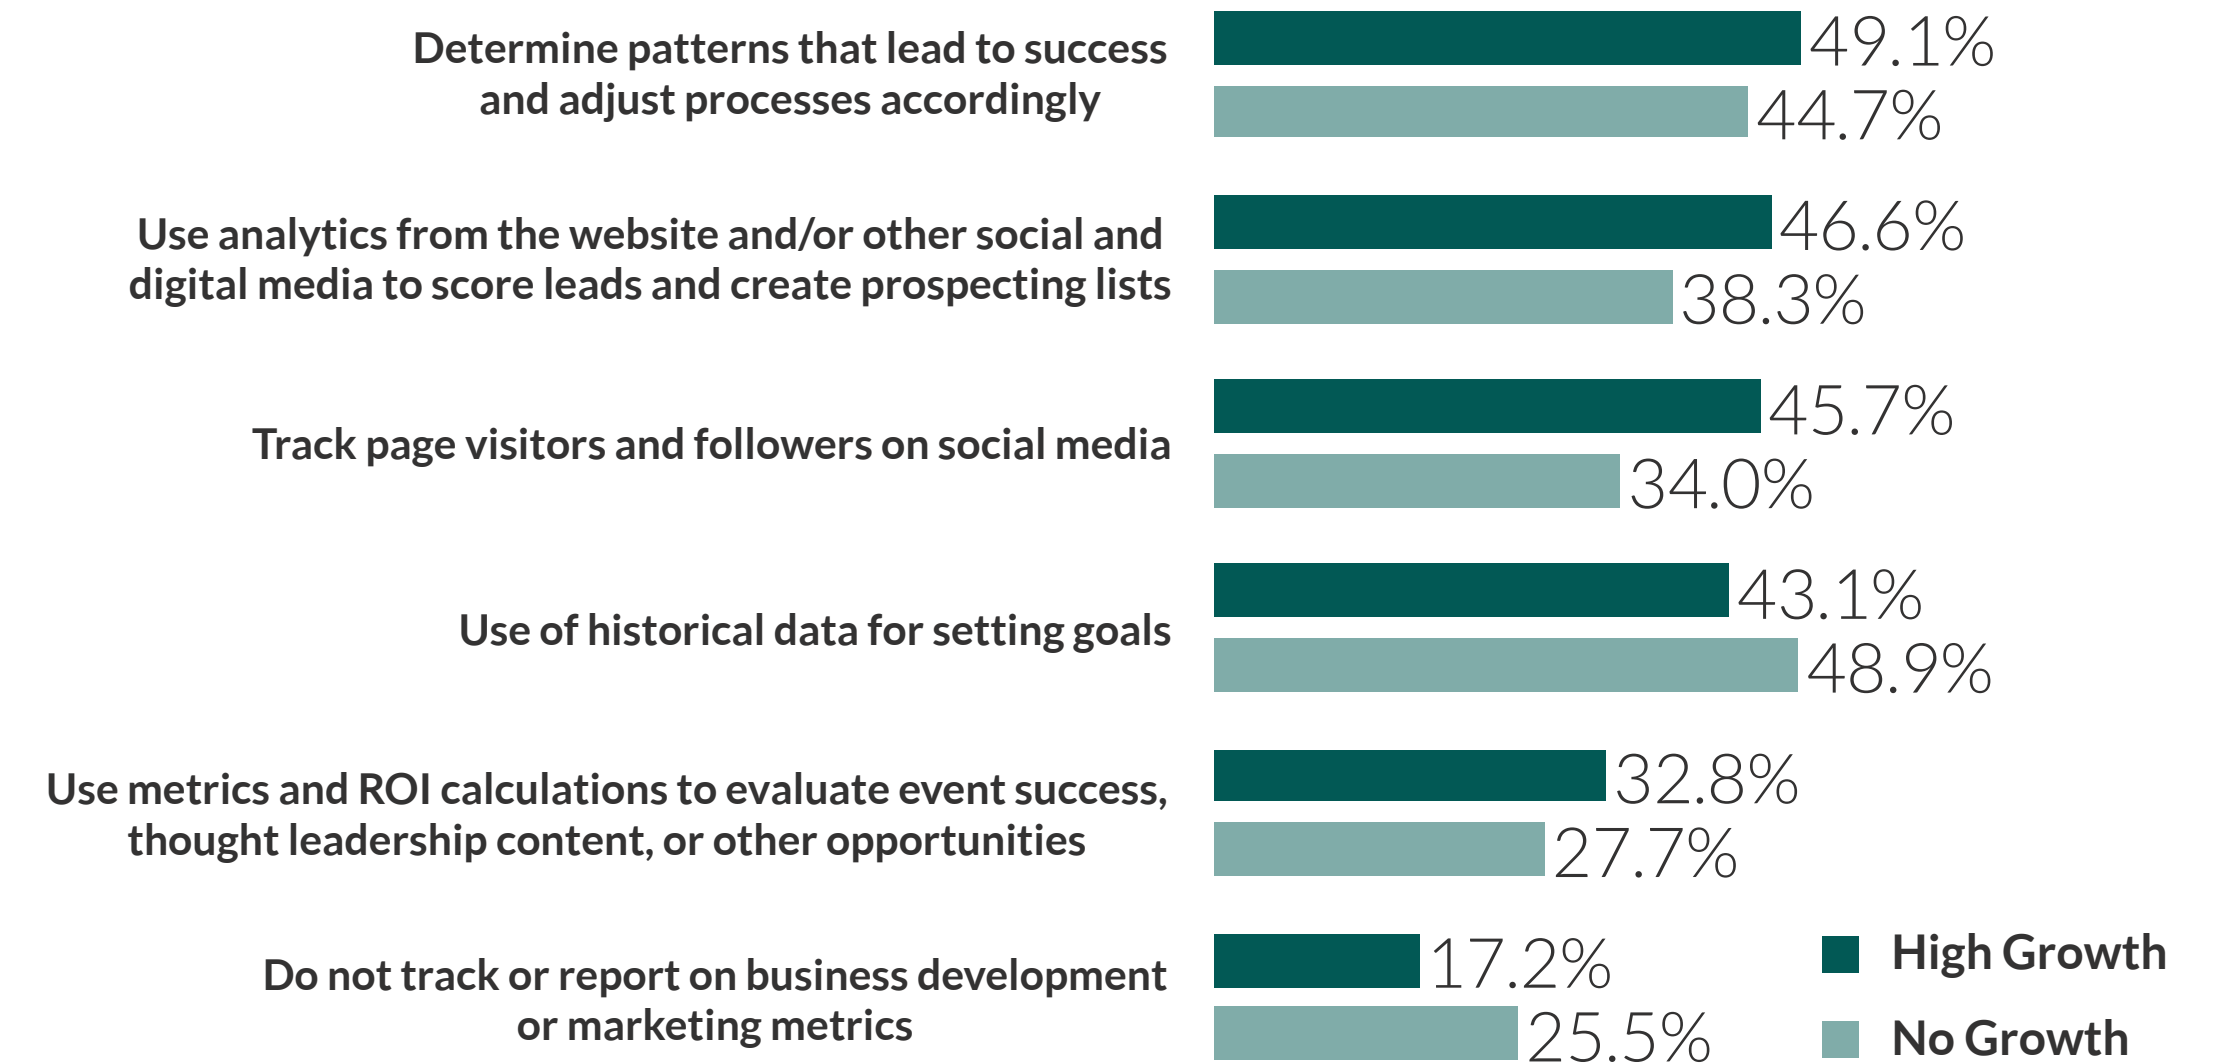 Determine patterns that lead to success
and adjust processes accordingly
49.1%
44.7%
Use analytics from the website and/or other social and
digital media to score leads and create prospecting lists
46.6%
38.3%
Track page visitors and followers on social media
45.7%
34.0%
Use of historical data for setting goals
43.1%
48.9%
Use metrics and ROI calculations to evaluate event success,
thought leadership content, or other opportunities
32.8%
27.7%
Do not track or report on business development
or marketing metrics
17.2%
25.5%
High Growth
No Growth